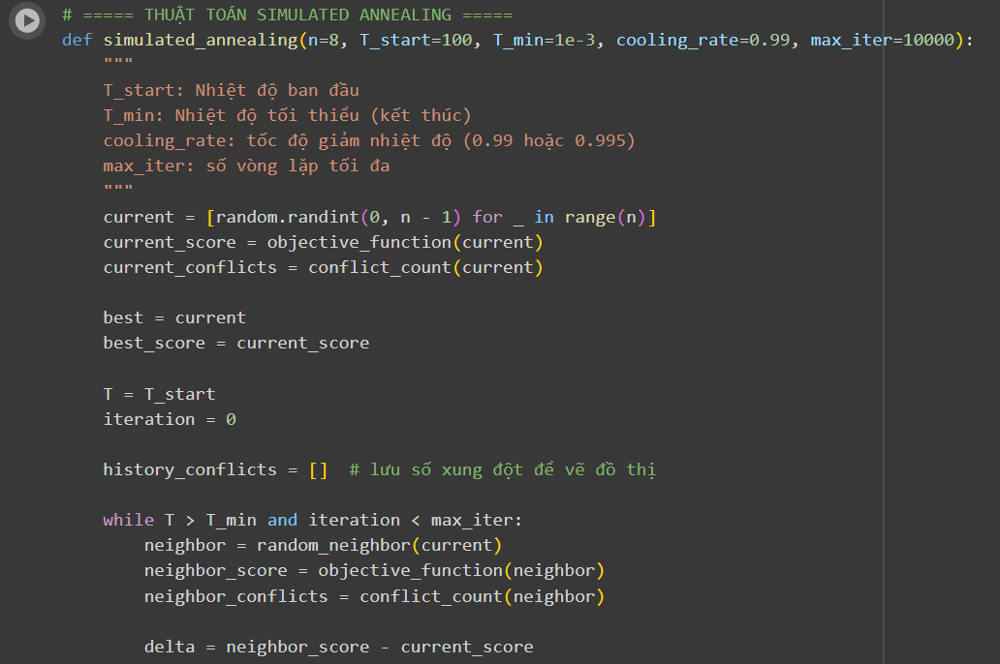 # ===== THUẬT TOÁN SIMULATED ANNEALING =====
def simulated_annealing(n=8, T_start=100, T_min=1e-3, cooling_rate=0.99, max_iter=10000):
    """
    T_start: Nhiệt độ ban đầu
    T_min: Nhiệt độ tối thiểu (kết thúc)
    cooling_rate: tốc độ giảm nhiệt độ (0.99 hoặc 0.995)
    max_iter: số vòng lặp tối đa
    """
    current = [random.randint(0, n - 1) for _ in range(n)]
    current_score = objective_function(current)
    current_conflicts = conflict_count(current)

    best = current
    best_score = current_score

    T = T_start
    iteration = 0

    history_conflicts = []  # lưu số xung đột để vẽ đồ thị

    while T > T_min and iteration < max_iter:
        neighbor = random_neighbor(current)
        neighbor_score = objective_function(neighbor)
        neighbor_conflicts = conflict_count(neighbor)

        delta = neighbor_score - current_score